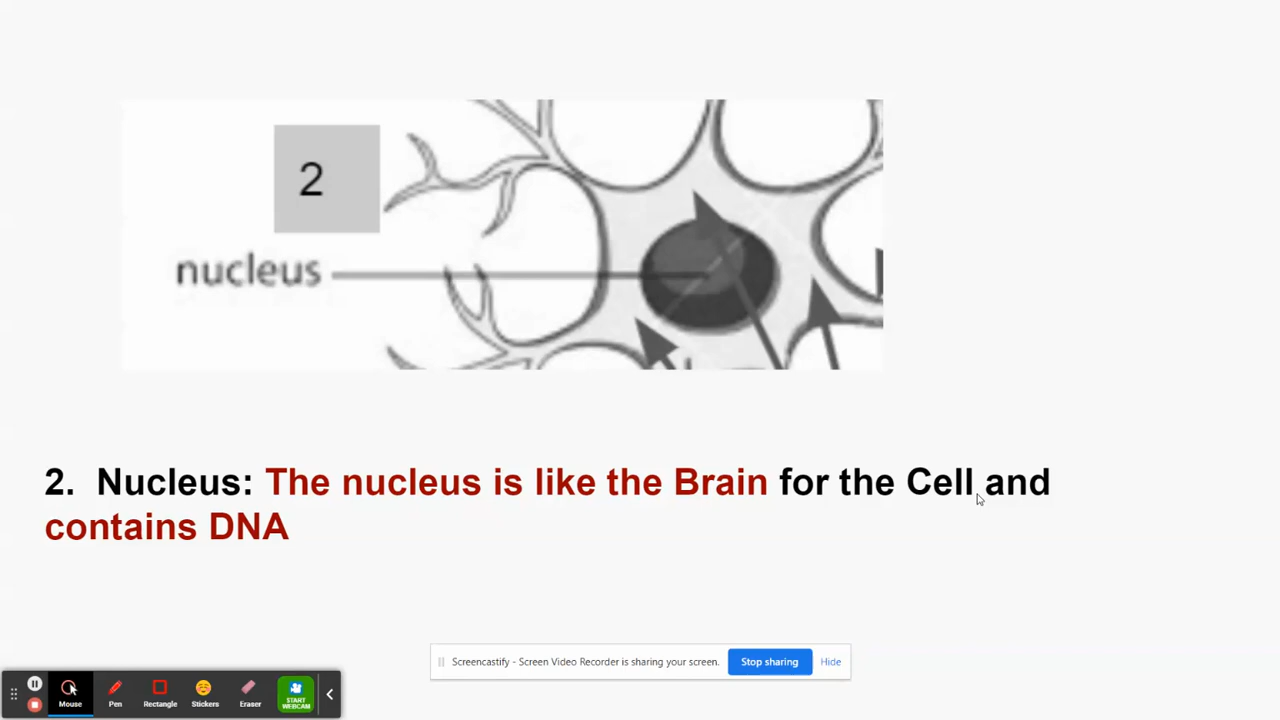 2
nucleus
2.  Nucleus: The nucleus is like the Brain for the Cell and
contains DNA
Screencastify - Screen Video Recorder is sharing your screen.
Stop sharing
Hide
Mouse
Pen
Rectangle
Stickers
Eraser
START
WEBCAM